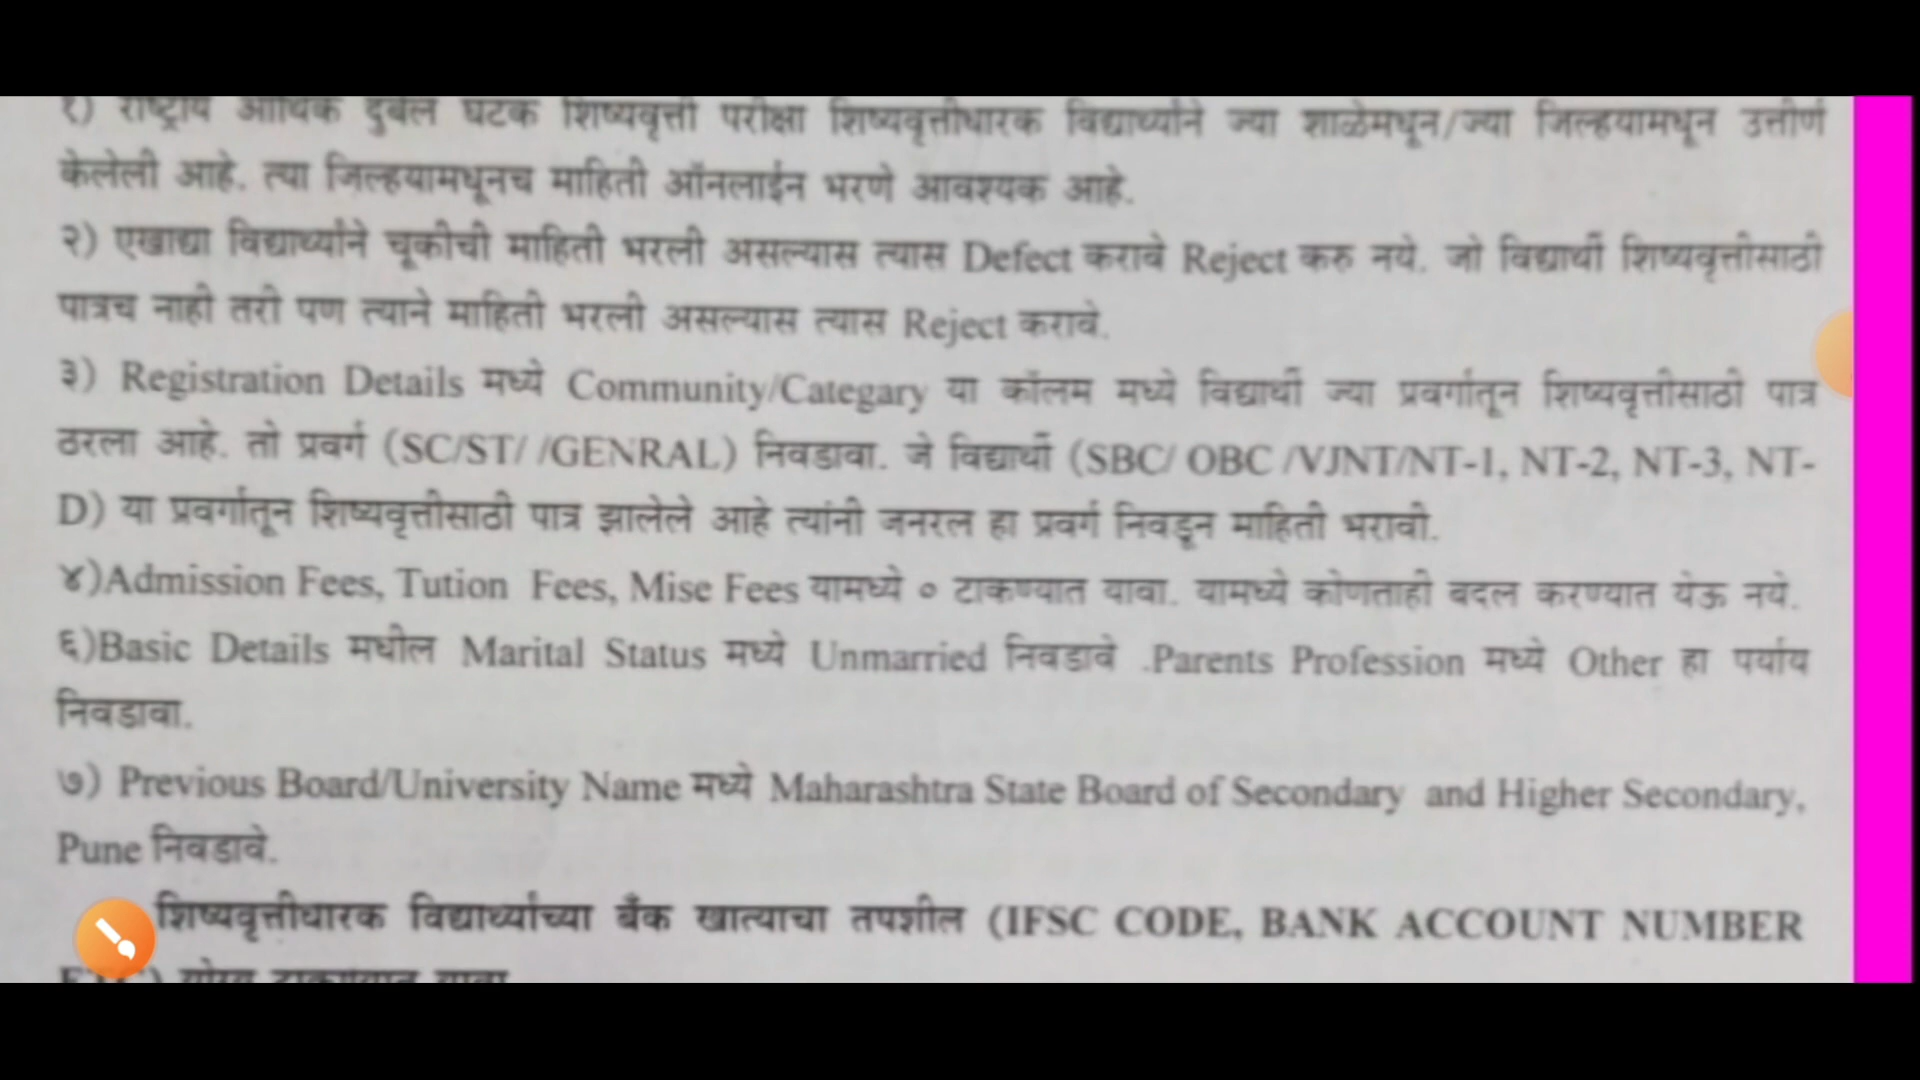 १) राष्ट्रीय आर्थिक दुर्बल घटक शिष्यवृत्ती परीक्षा शिष्यवृत्तीधारक विद्यार्थ्याने ज्या शाळेमधून/ज्या जिल्हयामधून उत्तीर्ण
केलेली आहे. त्या जिल्हयामधूनच माहिती ऑनलाईन भरणे आवश्यक आहे.
२) एखाद्या विद्यार्थ्याने चूकीची माहिती भरली असल्यास त्यास Defect करावे Reject करु नये. जो विद्यार्थी शिष्यवृत्तीसाठी
पात्रच नाही तरी पण त्याने माहिती भरली असल्यास त्यास Reject करावे.
३) Registration Details मध्ये Community/Categary या कॉलम मध्ये विद्यार्थी ज्या प्रवर्गातून शिष्यवृत्तीसाठी पात्र
ठरला आहे. तो प्रवर्ग (SC/ST/ /GENRAL) निवडावा. जे विद्यार्थी (SBC/ OBC /VJNT/NT-1, NT-2, NT-3, NT-
D) या प्रवर्गातून शिष्यवृत्तीसाठी पात्र झालेले आहे त्यांनी जनरल हा प्रवर्ग निवडून माहिती भरावी.
४)Admission Fees, Tution Fees, Mise Fees यामध्ये ० टाकण्यात यावा. यामध्ये कोणताही बदल करण्यात येऊ नये.
६)Basic Details मधील Marital Status मध्ये Unmarried निवडावे .Parents Profession मध्ये Other हा पर्याय
निवडावा.
७) Previous Board/University Name मध्ये Maharashtra State Board of Secondary and Higher Secondary,
Pune निवडावे.
शिष्यवृत्तीधारक विद्यार्थ्याच्या बँक खात्याचा तपशील (IFSC CODE, BANK ACCOUNT NUMBER
योग्य टाकण्यात यावा